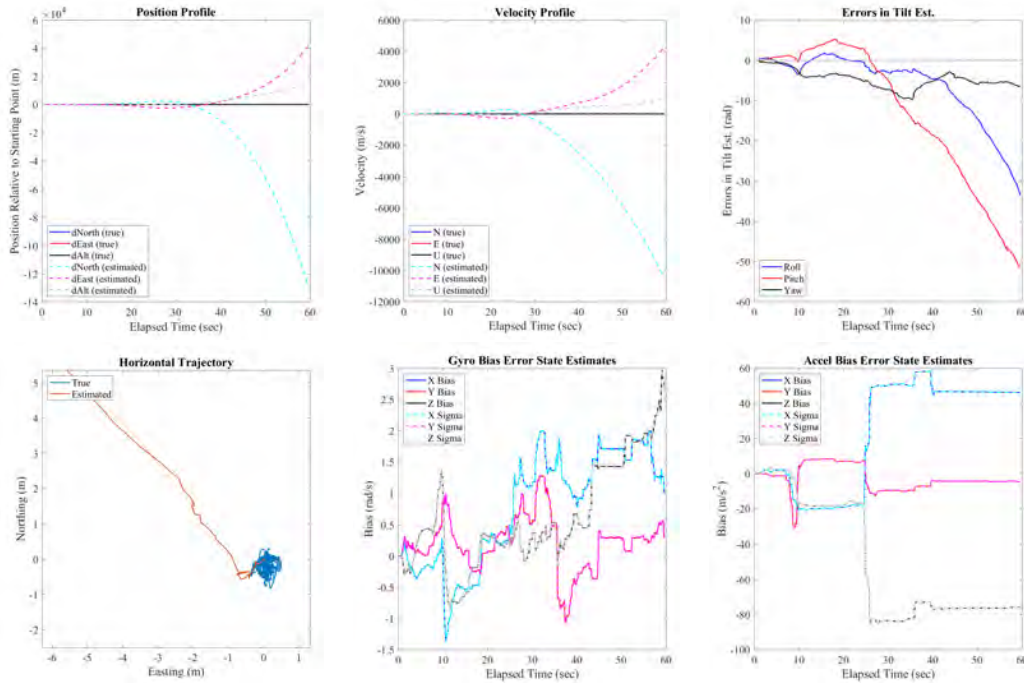 Position Profile
×10⁴
6
4
2
0
-2
-4
-6
-8
-10
-12
-14
0
10
20
30
40
50
60
Position Relative to Starting Point (m)
Elapsed Time (sec)
dNorth (true)
dEast (true)
dAlt (true)
dNorth (estimated)
dEast (estimated)
dAlt (estimated)
Velocity Profile
6000
4000
2000
0
-2000
-4000
-6000
-8000
-10000
-12000
0
10
20
30
40
50
60
Velocity (m/s)
Elapsed Time (sec)
N (true)
E (true)
U (true)
N (estimated)
E (estimated)
U (estimated)
Errors in Tilt Est.
10
0
-10
-20
-30
-40
-50
-60
0
10
20
30
40
50
60
Errors in Tilt Est. (rad)
Elapsed Time (sec)
Roll
Pitch
Yaw
Horizontal Trajectory
5
4
3
2
1
0
-1
-2
-6
-5
-4
-3
-2
-1
0
1
Northing (m)
Easting (m)
True
Estimated
Gyro Bias Error State Estimates
3
2.5
2
1.5
1
0.5
0
-0.5
-1
-1.5
0
10
20
30
40
50
60
Bias (rad/s)
Elapsed Time (sec)
X Bias
Y Bias
Z Bias
X Sigma
Y Sigma
Z Sigma
Accel Bias Error State Estimates
60
40
20
0
-20
-40
-60
-80
-100
0
10
20
30
40
50
60
Bias (m/s²)
Elapsed Time (sec)
X Bias
Y Bias
Z Bias
X Sigma
Y Sigma
Z Sigma